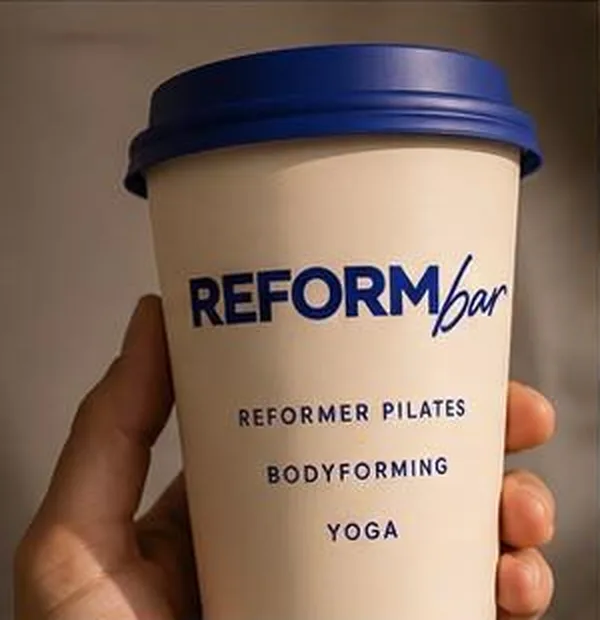 REFORMbar
REFORMER PILATES
BODYFORMING
YOGA